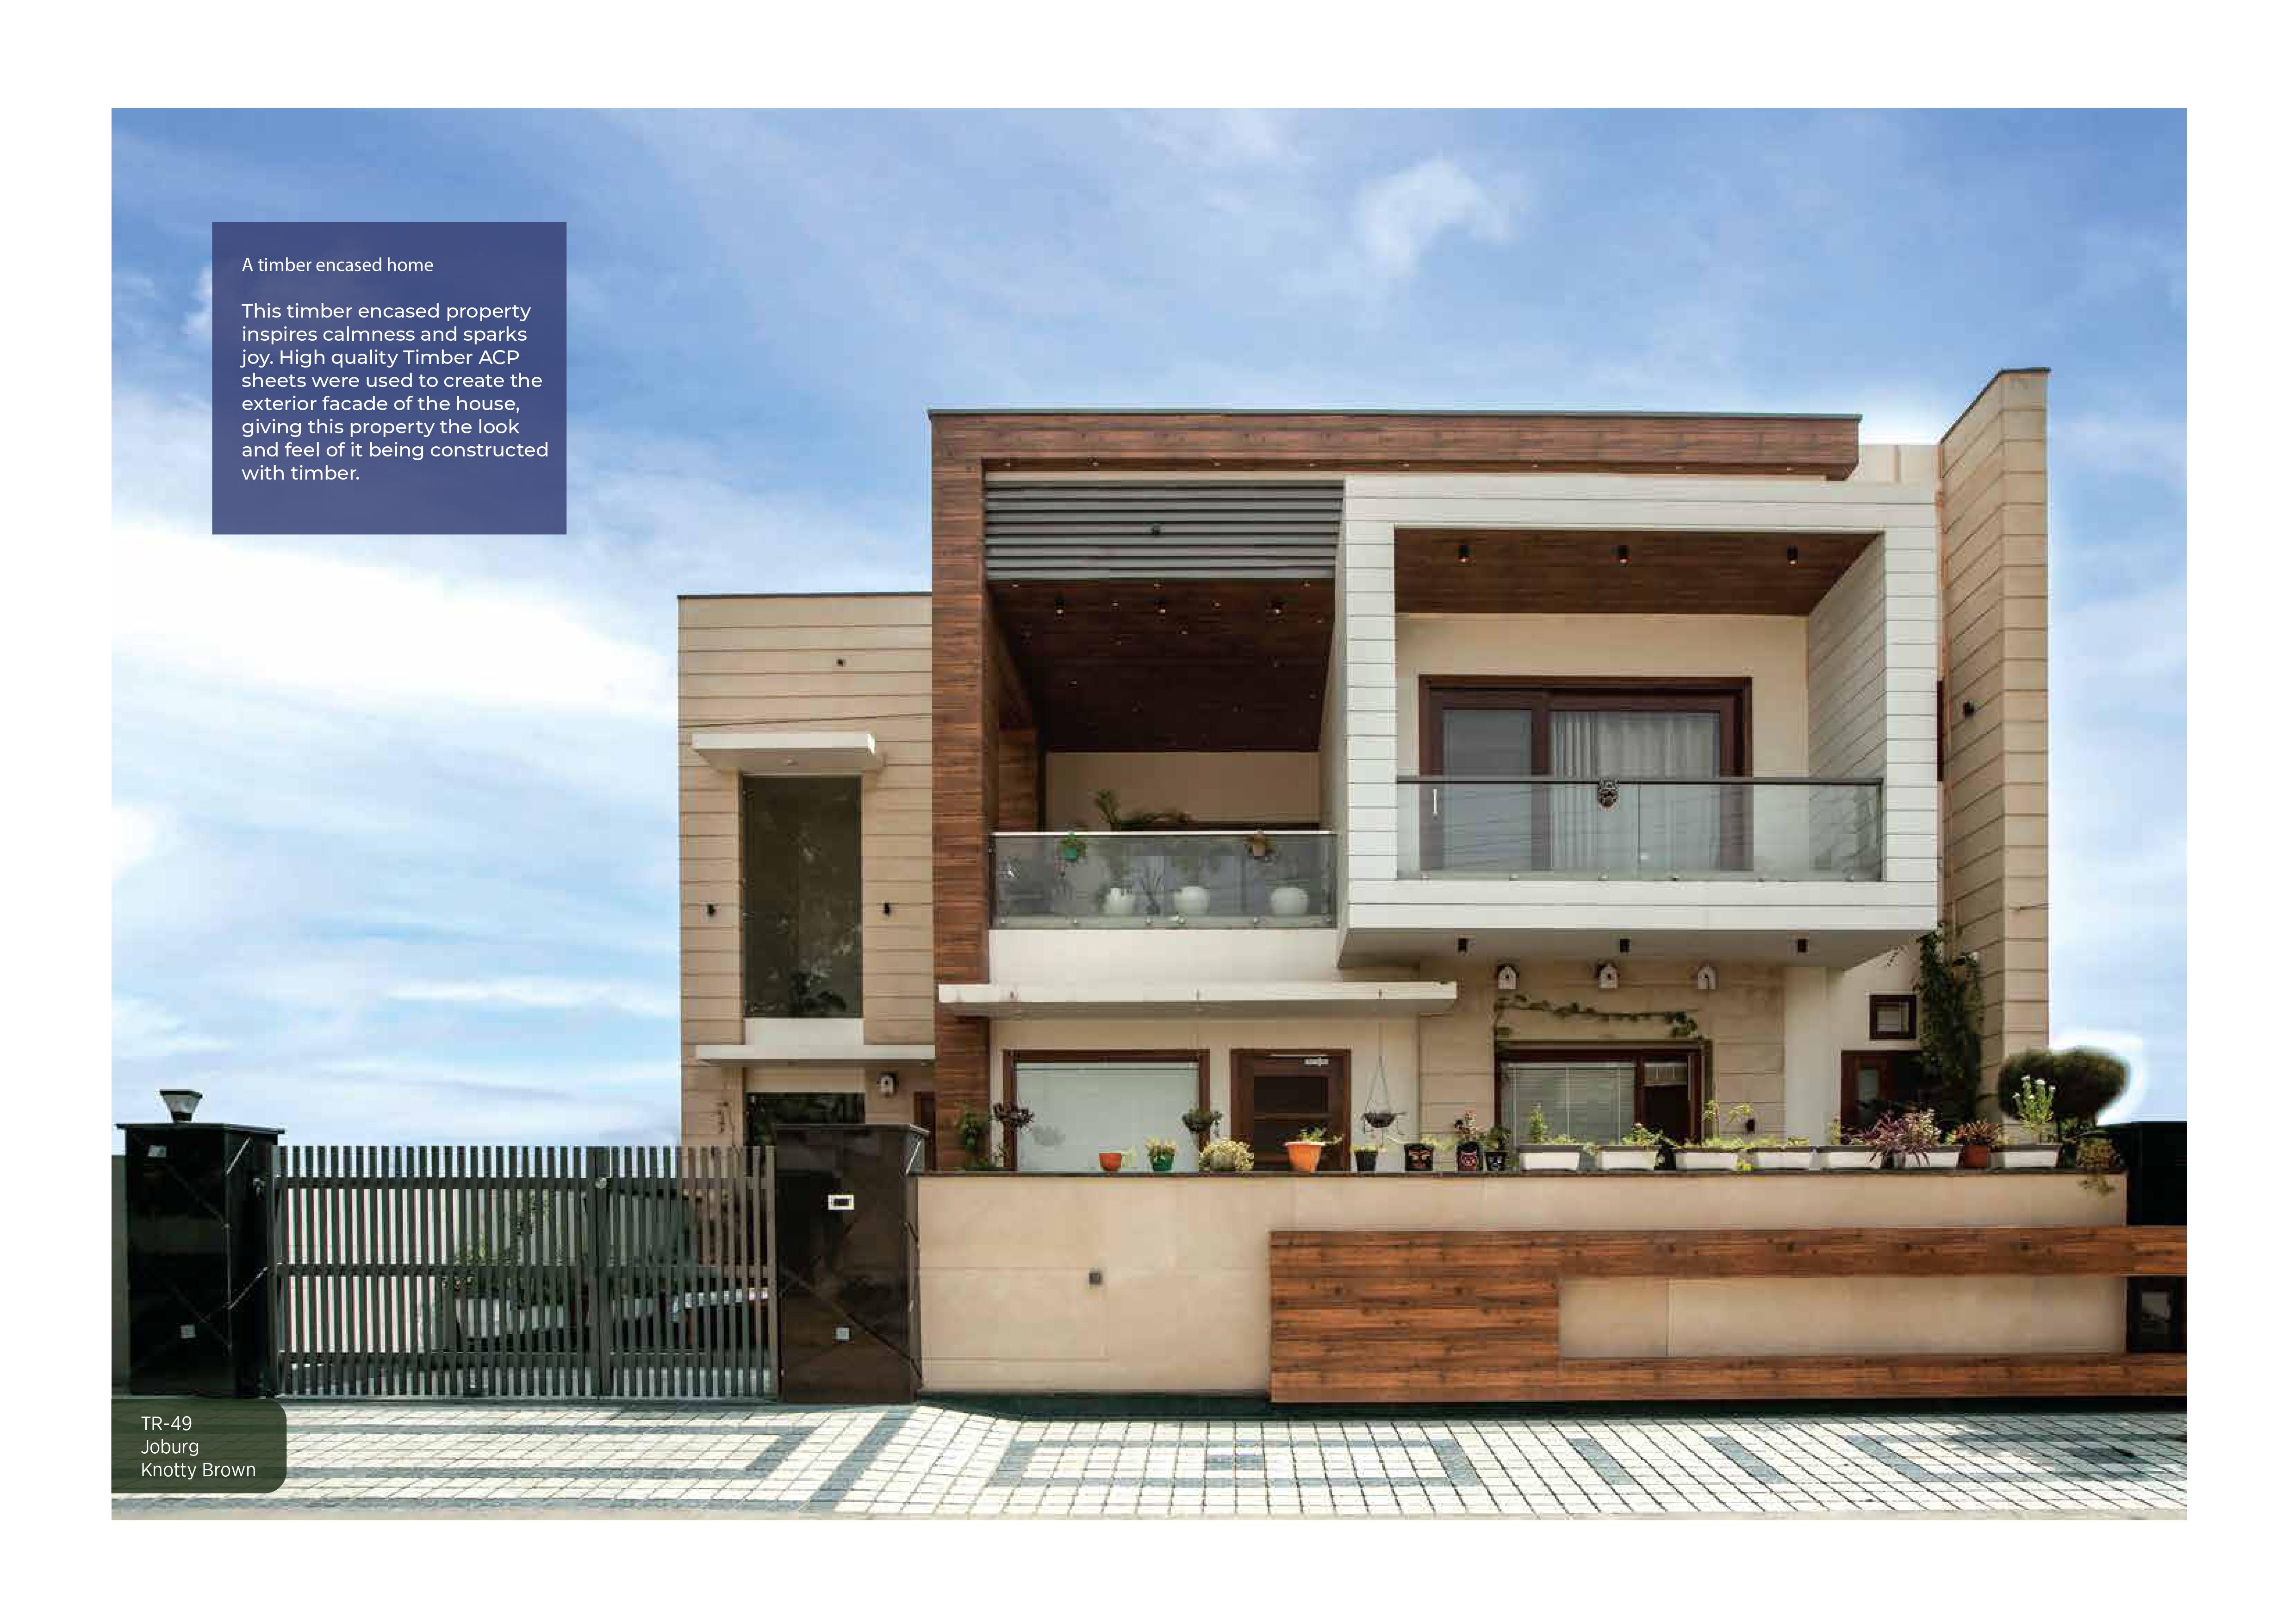 A timber encased home
This timber encased property
inspires calmness and sparks
joy. High quality Timber ACP
sheets were used to create the
exterior facade of the house,
giving this property the look
and feel of it being constructed
with timber.
TR-49
Joburg
Knotty Brown